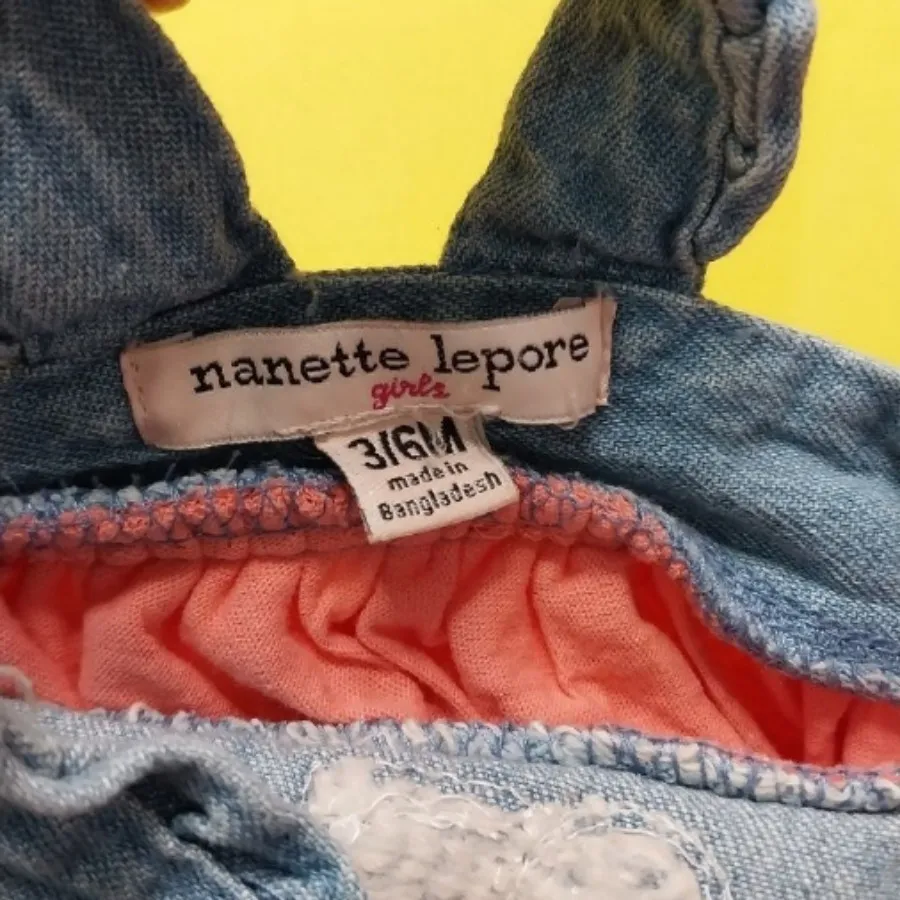 nanette lepore
girls
3/6M
made in
Bangladesh